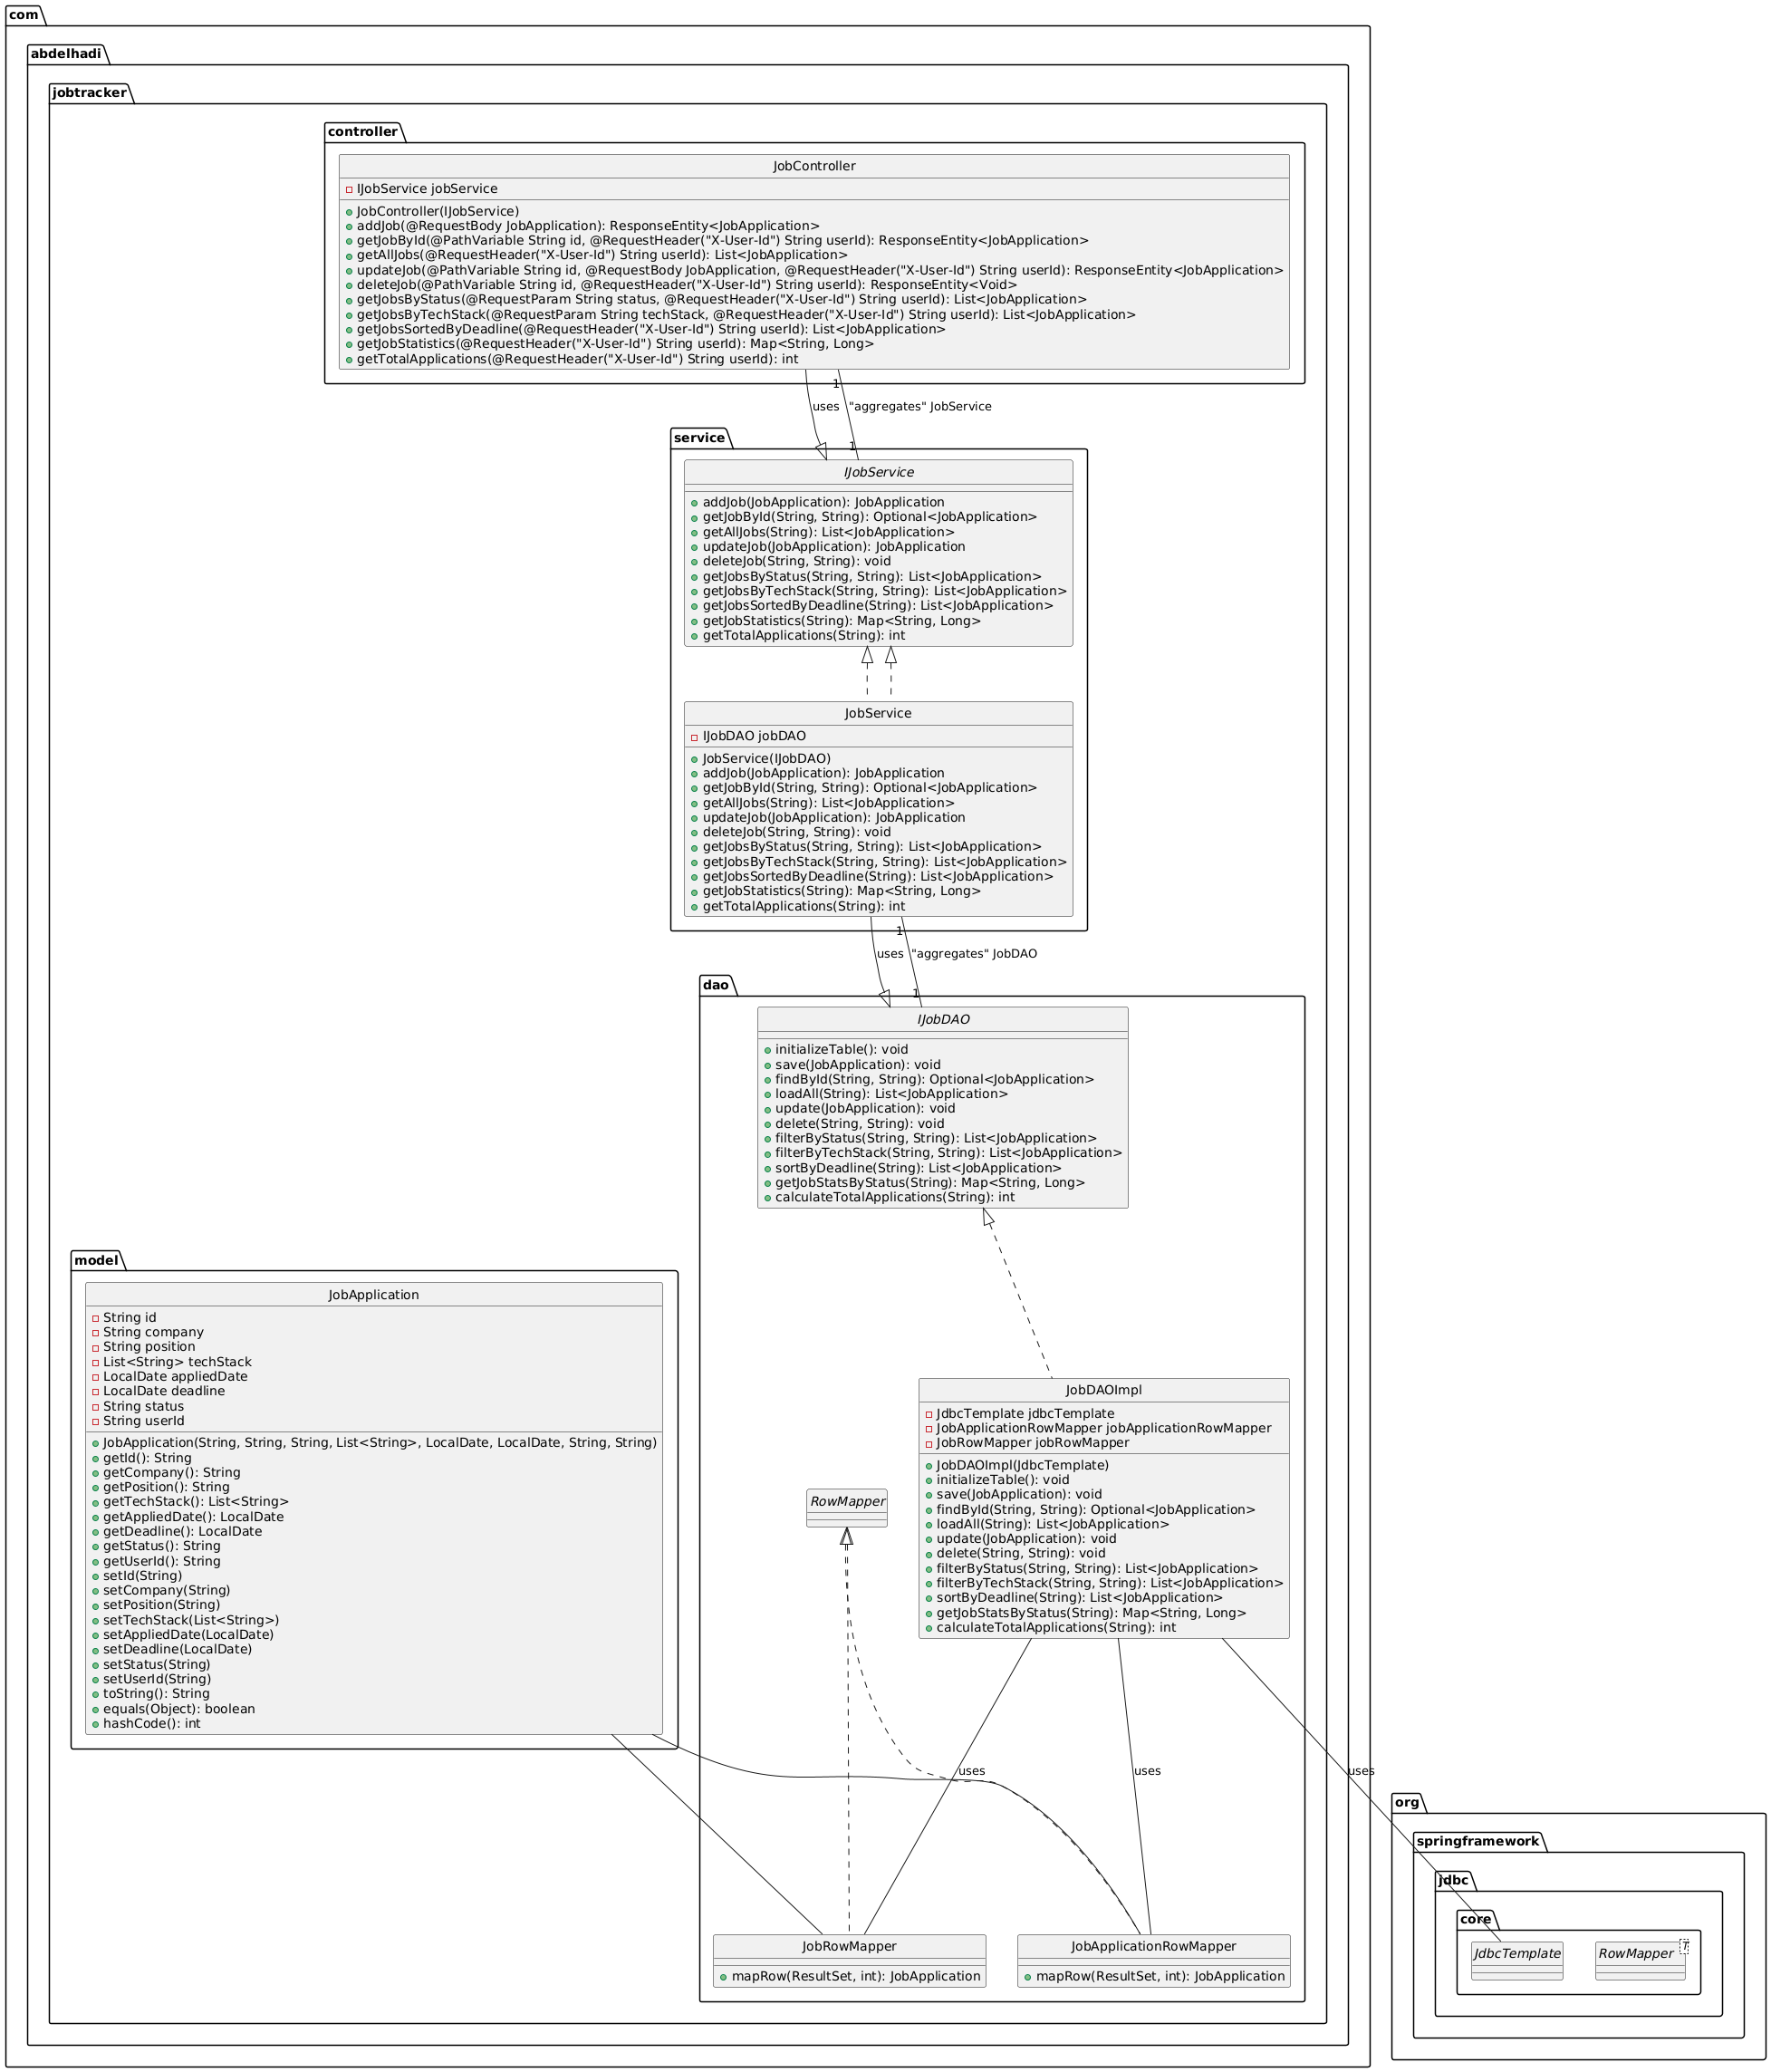 com
abdelhadi
jobtracker
controller
JobController
IJobService jobService
JobController(IJobService)
addJob(@RequestBody JobApplication): ResponseEntity<JobApplication>
getJobById(@PathVariable String id, @RequestHeader("X-User-Id") String userId): ResponseEntity<JobApplication>
getAllJobs(@RequestHeader("X-User-Id") String userId): List<JobApplication>
updateJob(@PathVariable String id, @RequestBody JobApplication, @RequestHeader("X-User-Id") String userId): ResponseEntity<JobApplication>
deleteJob(@PathVariable String id, @RequestHeader("X-User-Id") String userId): ResponseEntity<Void>
getJobsByStatus(@RequestParam String status, @RequestHeader("X-User-Id") String userId): List<JobApplication>
getJobsByTechStack(@RequestParam String techStack, @RequestHeader("X-User-Id") String userId): List<JobApplication>
getJobsSortedByDeadline(@RequestHeader("X-User-Id") String userId): List<JobApplication>
getJobStatistics(@RequestHeader("X-User-Id") String userId): Map<String, Long>
getTotalApplications(@RequestHeader("X-User-Id") String userId): int
1
uses
"aggregates" JobService
1
service
IJobService
addJob(JobApplication): JobApplication
getJobById(String, String): Optional<JobApplication>
getAllJobs(String): List<JobApplication>
updateJob(JobApplication): JobApplication
deleteJob(String, String): void
getJobsByStatus(String, String): List<JobApplication>
getJobsByTechStack(String, String): List<JobApplication>
getJobsSortedByDeadline(String): List<JobApplication>
getJobStatistics(String): Map<String, Long>
getTotalApplications(String): int
JobService
IJobDAO jobDAO
JobService(IJobDAO)
addJob(JobApplication): JobApplication
getJobById(String, String): Optional<JobApplication>
getAllJobs(String): List<JobApplication>
updateJob(JobApplication): JobApplication
deleteJob(String, String): void
getJobsByStatus(String, String): List<JobApplication>
getJobsByTechStack(String, String): List<JobApplication>
getJobsSortedByDeadline(String): List<JobApplication>
getJobStatistics(String): Map<String, Long>
getTotalApplications(String): int
1
uses
"aggregates" JobDAO
1
dao
IJobDAO
initializeTable(): void
save(JobApplication): void
findById(String, String): Optional<JobApplication>
loadAll(String): List<JobApplication>
update(JobApplication): void
delete(String, String): void
filterByStatus(String, String): List<JobApplication>
filterByTechStack(String, String): List<JobApplication>
sortByDeadline(String): List<JobApplication>
getJobStatsByStatus(String): Map<String, Long>
calculateTotalApplications(String): int
model
JobApplication
String id
String company
String position
List<String> techStack
LocalDate appliedDate
LocalDate deadline
String status
String userId
JobApplication(String, String, String, List<String>, LocalDate, LocalDate, String, String)
getId(): String
getCompany(): String
getPosition(): String
getTechStack(): List<String>
getAppliedDate(): LocalDate
getDeadline(): LocalDate
getStatus(): String
getUserId(): String
setId(String)
setCompany(String)
setPosition(String)
setTechStack(List<String>)
setAppliedDate(LocalDate)
setDeadline(LocalDate)
setStatus(String)
setUserId(String)
toString(): String
equals(Object): boolean
hashCode(): int
JobDAOImpl
JdbcTemplate jdbcTemplate
JobApplicationRowMapper jobApplicationRowMapper
JobRowMapper jobRowMapper
JobDAOImpl(JdbcTemplate)
initializeTable(): void
save(JobApplication): void
findById(String, String): Optional<JobApplication>
loadAll(String): List<JobApplication>
update(JobApplication): void
delete(String, String): void
filterByStatus(String, String): List<JobApplication>
filterByTechStack(String, String): List<JobApplication>
sortByDeadline(String): List<JobApplication>
getJobStatsByStatus(String): Map<String, Long>
calculateTotalApplications(String): int
RowMapper
uses
uses
uses
JobRowMapper
mapRow(ResultSet, int): JobApplication
JobApplicationRowMapper
mapRow(ResultSet, int): JobApplication
org
springframework
jdbc
core
JdbcTemplate
RowMapper
T